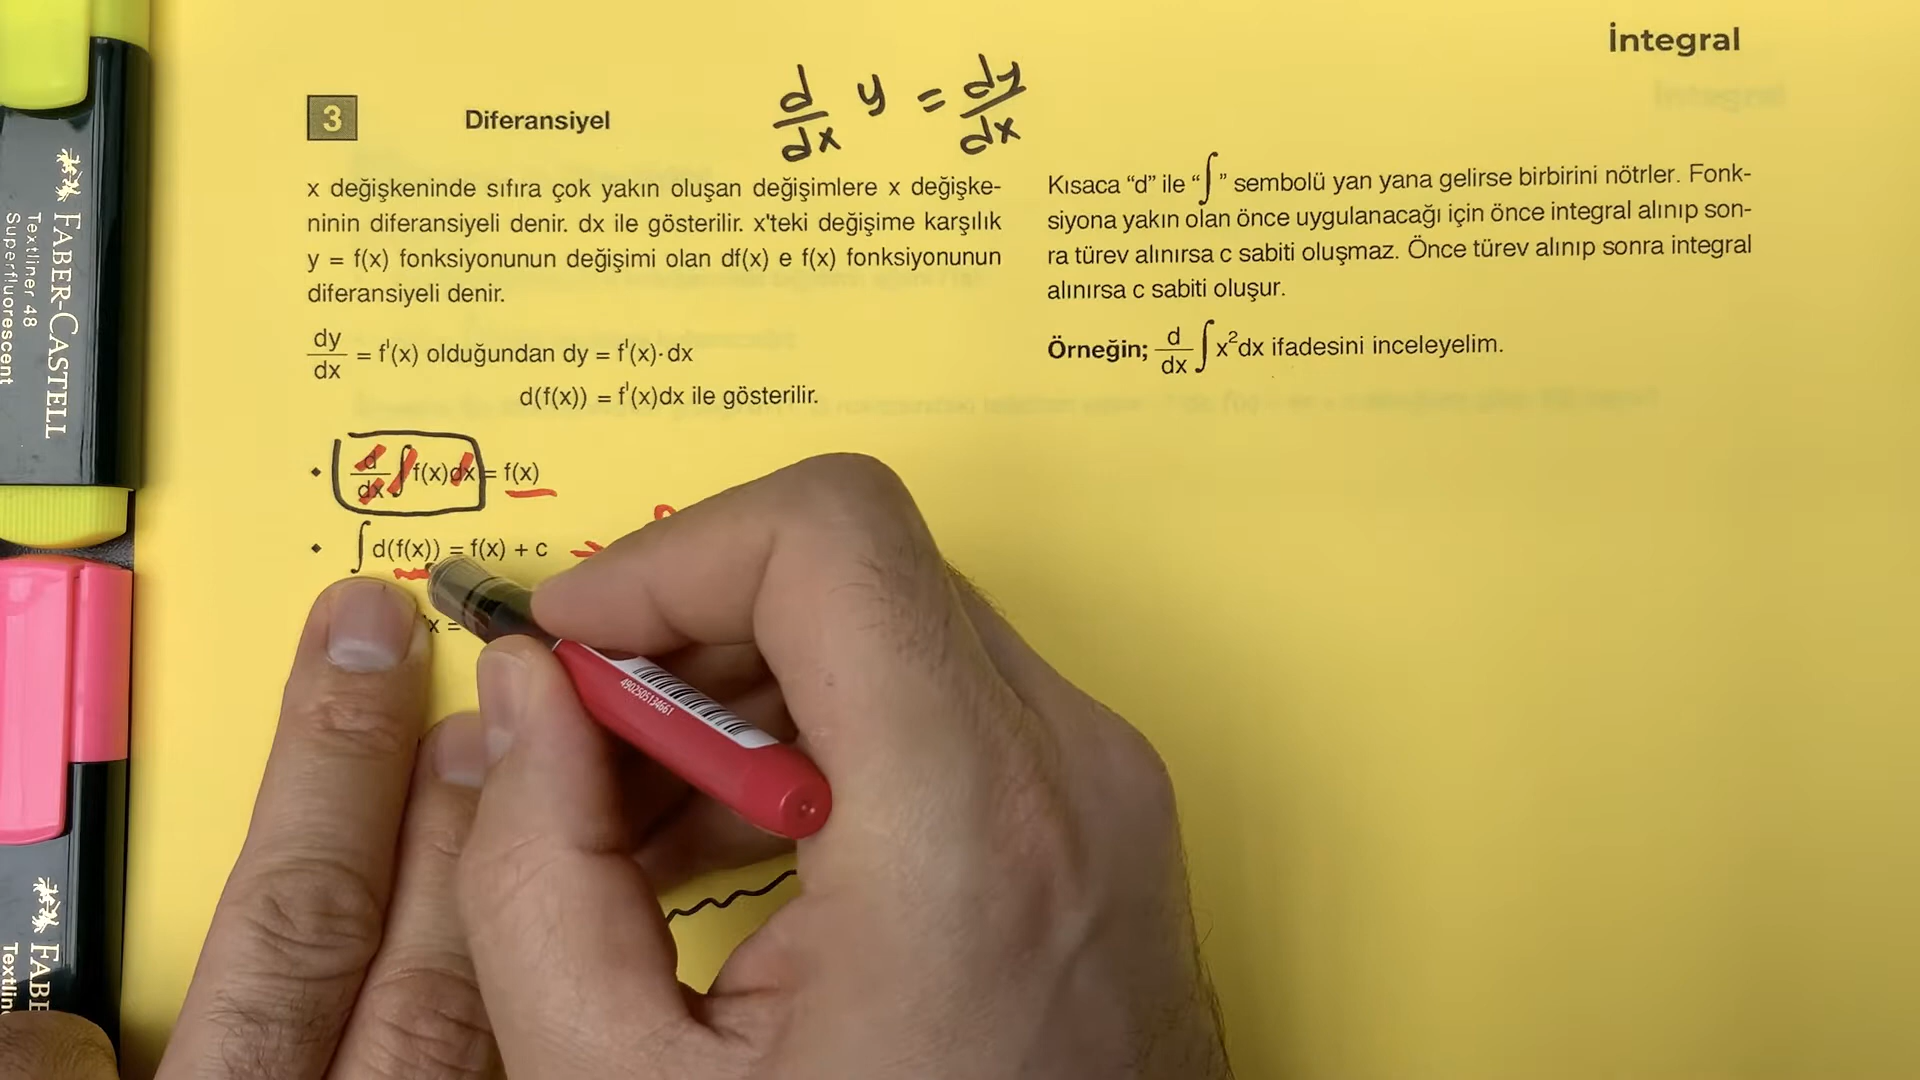 İntegral
3 Diferansiyel
d/dx y = dy/dx
x değişkeninde sıfıra çok yakın oluşan değişimlere x değişke-
ninin diferansiyeli denir. dx ile gösterilir. x'teki değişime karşılık
y = f(x) fonksiyonunun değişimi olan df(x) e f(x) fonksiyonunun
diferansiyeli denir.
dy/dx = f'(x) olduğundan dy = f'(x)·dx
d(f(x)) = f'(x)dx ile gösterilir.
• d/dx ∫f(x)dx = f(x)
• ∫d(f(x)) = f(x) + c
x =
Kısaca “d” ile “∫” sembolü yan yana gelirse birbirini nötrler. Fonk-
siyona yakın olan önce uygulanacağı için önce integral alınıp son-
ra türev alınırsa c sabiti oluşmaz. Önce türev alınıp sonra integral
alınırsa c sabiti oluşur.
Örneğin; d/dx ∫x²dx ifadesini inceleyelim.
FABER-CASTELL
Textliner 48
Superfluorescent
4902505134661
FABE
Textlin